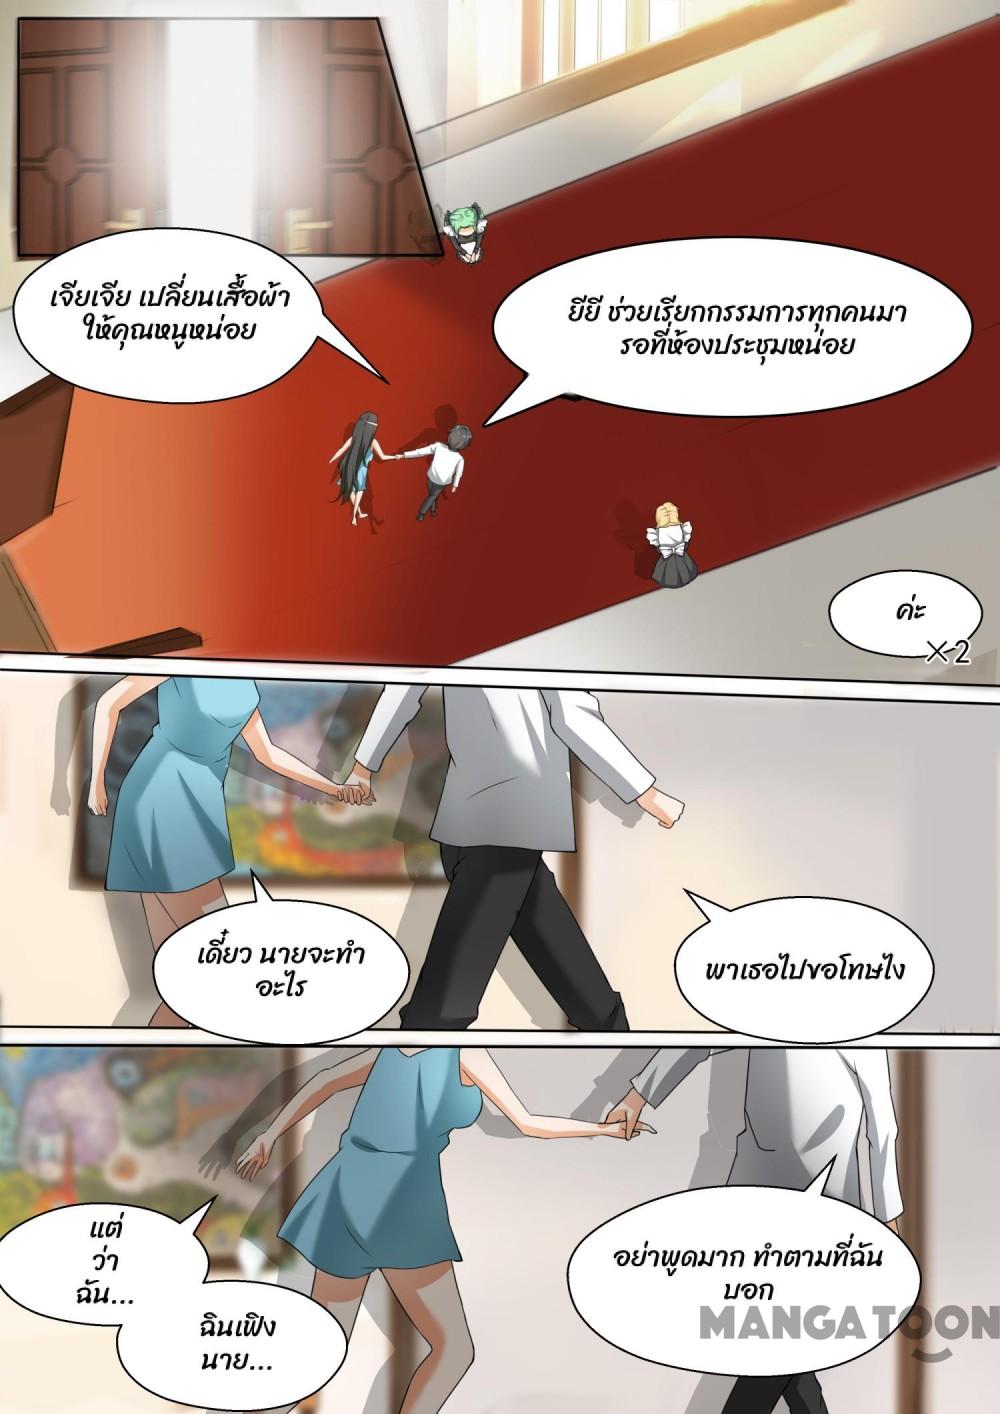 เจียเจีย เปลี่ยนเสื้อผ้า
ให้คุณหนูหน่อย
ยียี ช่วยเรียกกรรมการทุกคนมา
รอที่ห้องประชุมหน่อย
ค่ะ
×2
เดี๋ยว นายจะทำ
อะไร
พาเธอไปขอโทษไง
แต่
ว่า
ฉัน...
ฉินเฟิง
นาย...
อย่าพูดมาก ทำตามที่ฉัน
บอก
MANGATOON